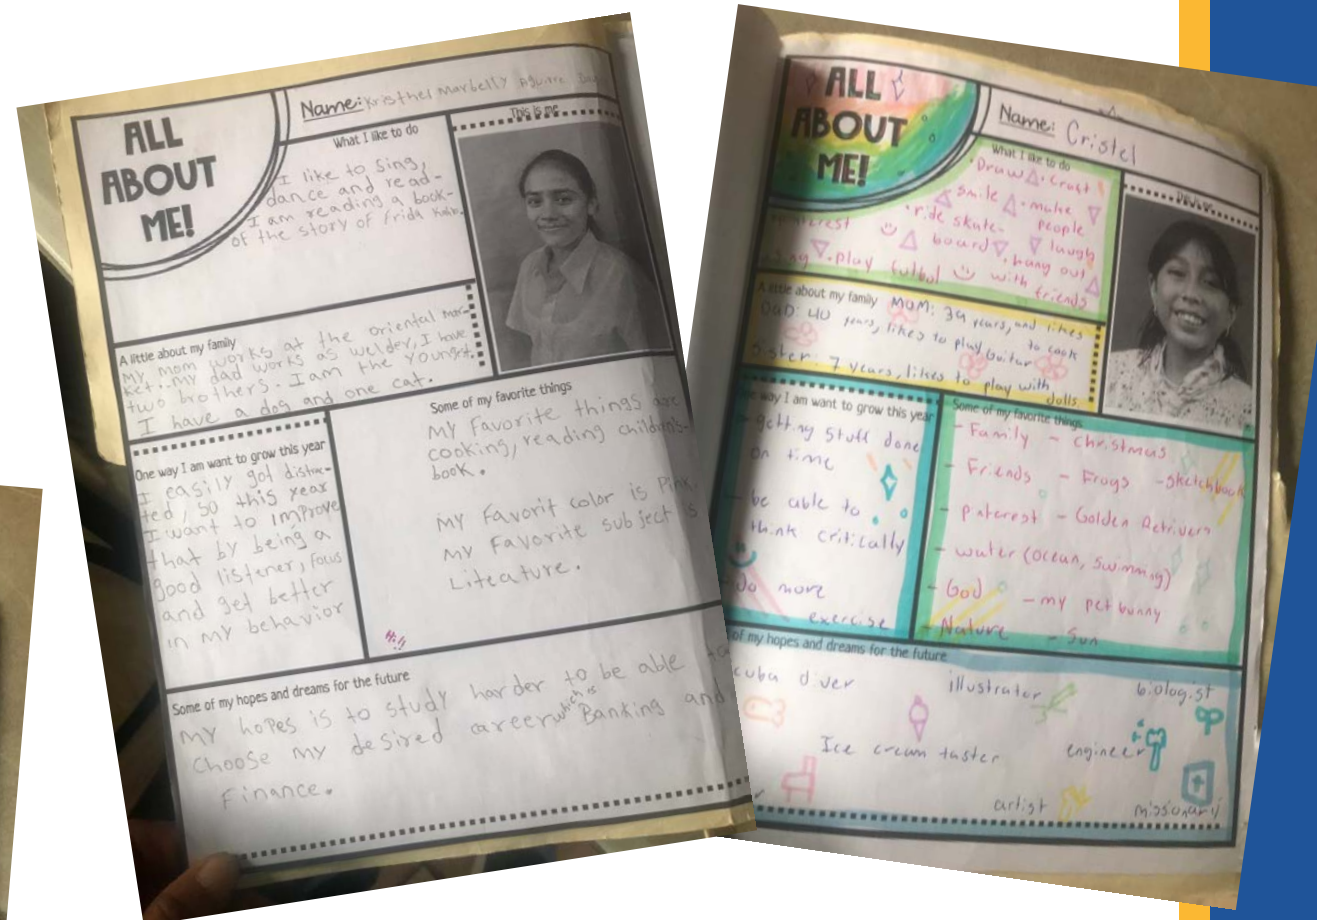 ALL
ABOUT
ME!
Name: Kristhel Marbelly Aguirre
This is me
What I like to do
I like to sing,
dance and read-
I am reading a book-
of the story of Frida Kahlo.
A little about my family
My mom works at the oriental mar-
ket. my dad works as welder, I have
two brothers. I am the youngest.
I have a dog and one cat.
One way I am want to grow this year
I easily got distrac-
ted, so this year
I want to improve
that by being a
good listener, focus
and get better
in my behavior
Some of my favorite things
My Favorite things are
cooking, reading children's-
book.
My Favorit color is Pink.
My Favorite subject is
Liteature.
Some of my hopes and dreams for the future
My hopes is to study harder to be able to
choose my desired career which is Banking and
Finance.
ALL
ABOUT
ME!
Name: Cristel
What I like to do
Draw · Craft
· smile · make
people
· ride skate-
board
laugh
· hang out
with
friends
· play futbol
A little about my family MOM: 39 years, and likes
to cook
DAD: 40 years, likes to play Guitar
sister: 7 years, likes to play with
dolls.
way I am want to grow this year
- getting stuff done
on time
- be able to
think critically
- do more
exercise
Some of my favorite things
- Family - christmas
- Friends - Frogs - sketchbook
- pnterest - Golden Retrivers
- water (ocean, swimming)
- God - my pet bunny
- Nature - Sun
of my hopes and dreams for the future
cuba diver illustrator biologist
Ice cream taster engineer
artist missionary